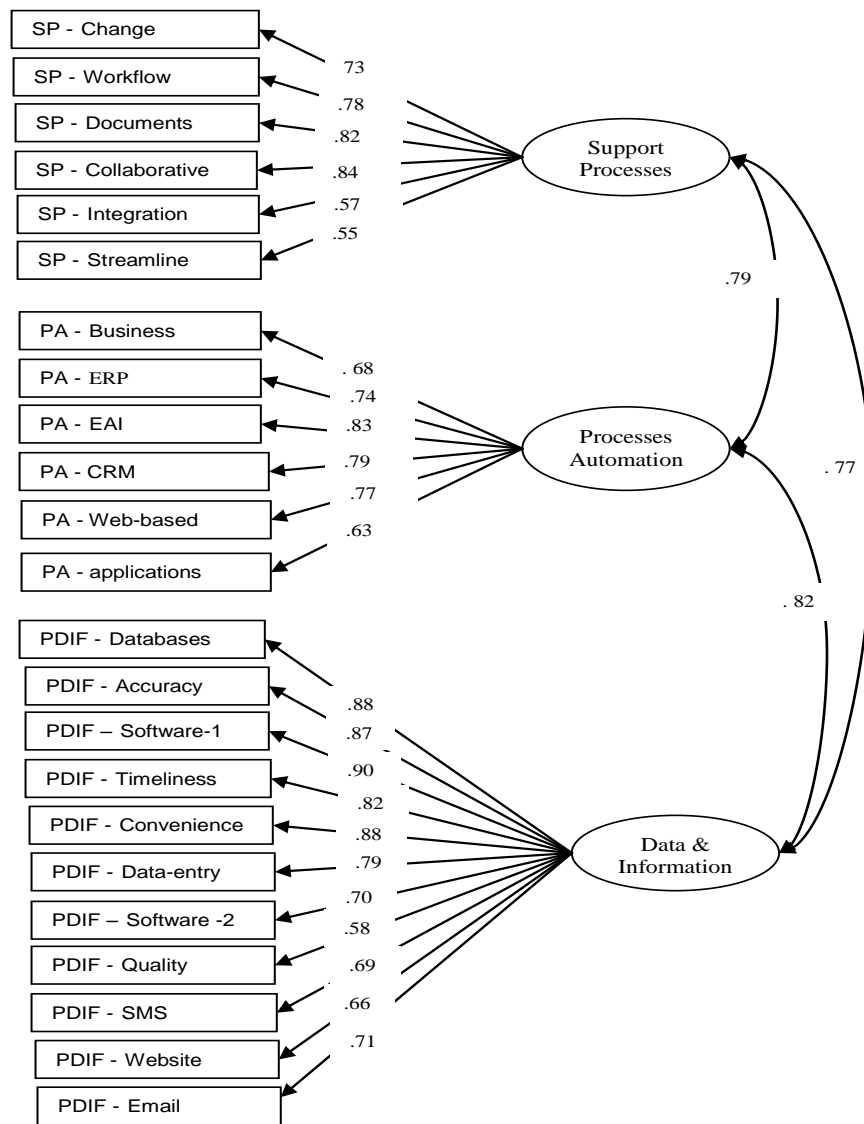 SP - Change
SP - Workflow
SP - Documents
SP - Collaborative
SP - Integration
SP - Streamline
73
.78
.82
.84
.57
.55
Support
Processes
.79
PA - Business
PA - ERP
PA - EAI
PA - CRM
PA - Web-based
PA - applications
. 68
.74
.83
.79
.77
.63
Processes
Automation
. 77
. 82
PDIF - Databases
PDIF - Accuracy
PDIF – Software-1
PDIF - Timeliness
PDIF - Convenience
PDIF - Data-entry
PDIF – Software -2
PDIF - Quality
PDIF - SMS
PDIF - Website
PDIF - Email
.88
.87
.90
.82
.88
.79
.70
.58
.69
.66
.71
Data &
Information